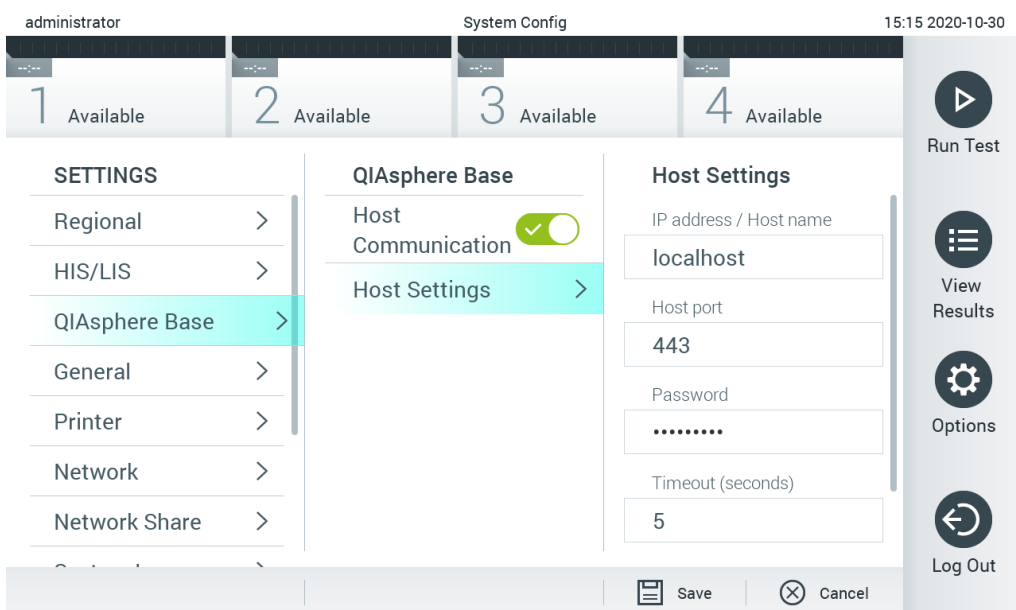 administrator
System Config
15:15 2020-10-30
--:--
--:--
--:--
--:--
1 Available
2 Available
3 Available
4 Available
Run Test
View
Results
Options
Log Out
SETTINGS
Regional
HIS/LIS
QIAsphere Base
General
Printer
Network
Network Share
QIAsphere Base
Host
Communication
Host Settings
Host Settings
IP address / Host name
localhost
Host port
443
Password
•••••••••
Timeout (seconds)
5
Save
Cancel